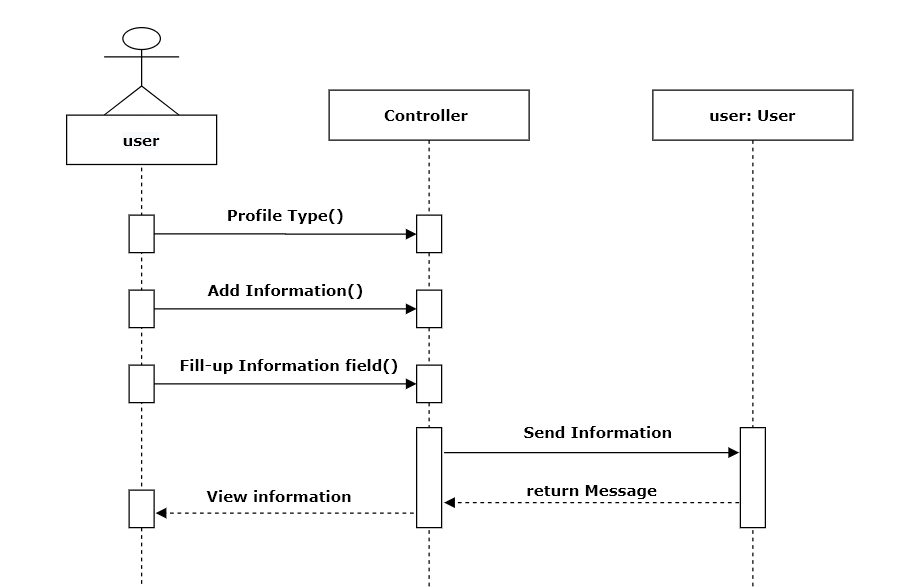 user
Controller
user: User
Profile Type()
Add Information()
Fill-up Information field()
Send Information
return Message
View information